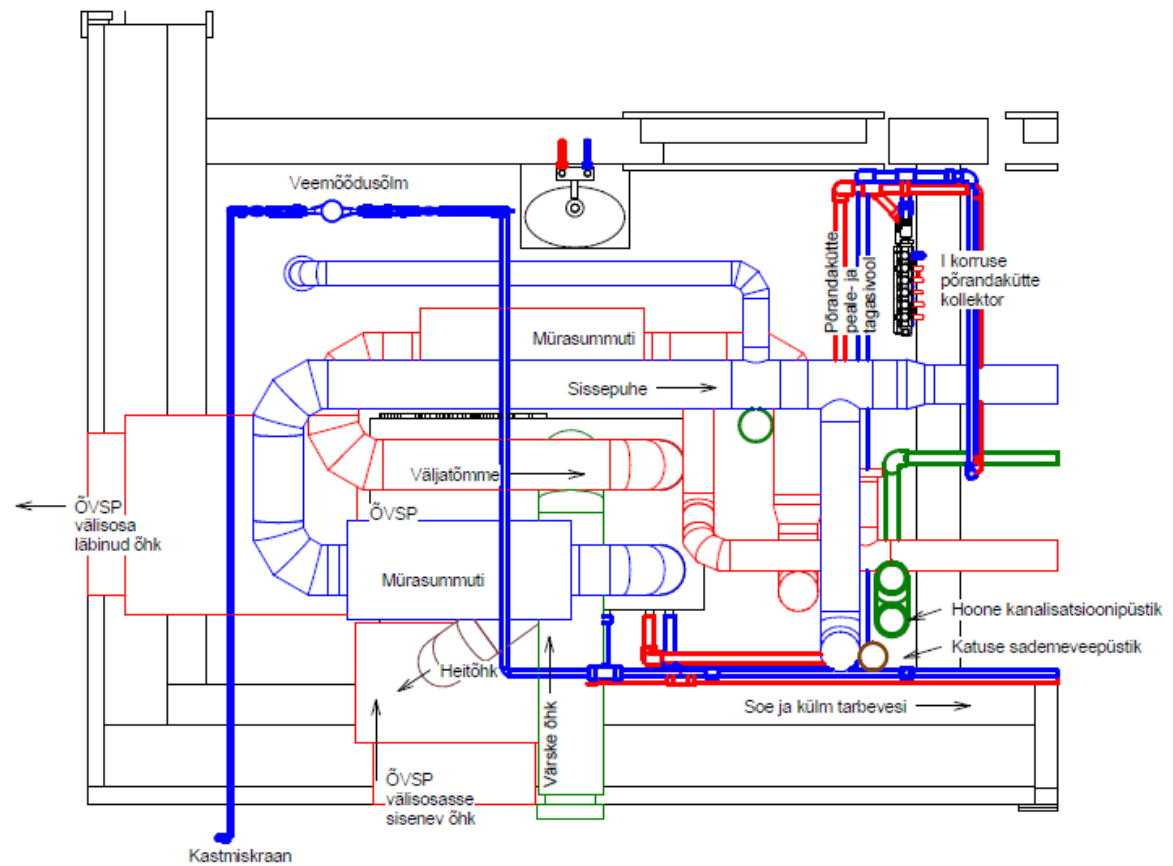 Veemõõdusõlm
Põrandakütte
peale- ja
tagasivool
I korruse
põrandakütte
kollektor
Mürasummuti
Sissepuhe
Väljatõmme
ÕVSP
ÕVSP
välisosa
läbinud õhk
Mürasummuti
Hoone kanalisatsioonipüstik
Katuse sademeveepüstik
Heitõhk
Värske õhk
Soe ja külm tarbevesi
ÕVSP
välisosasse
sisenev õhk
Kastmiskraan